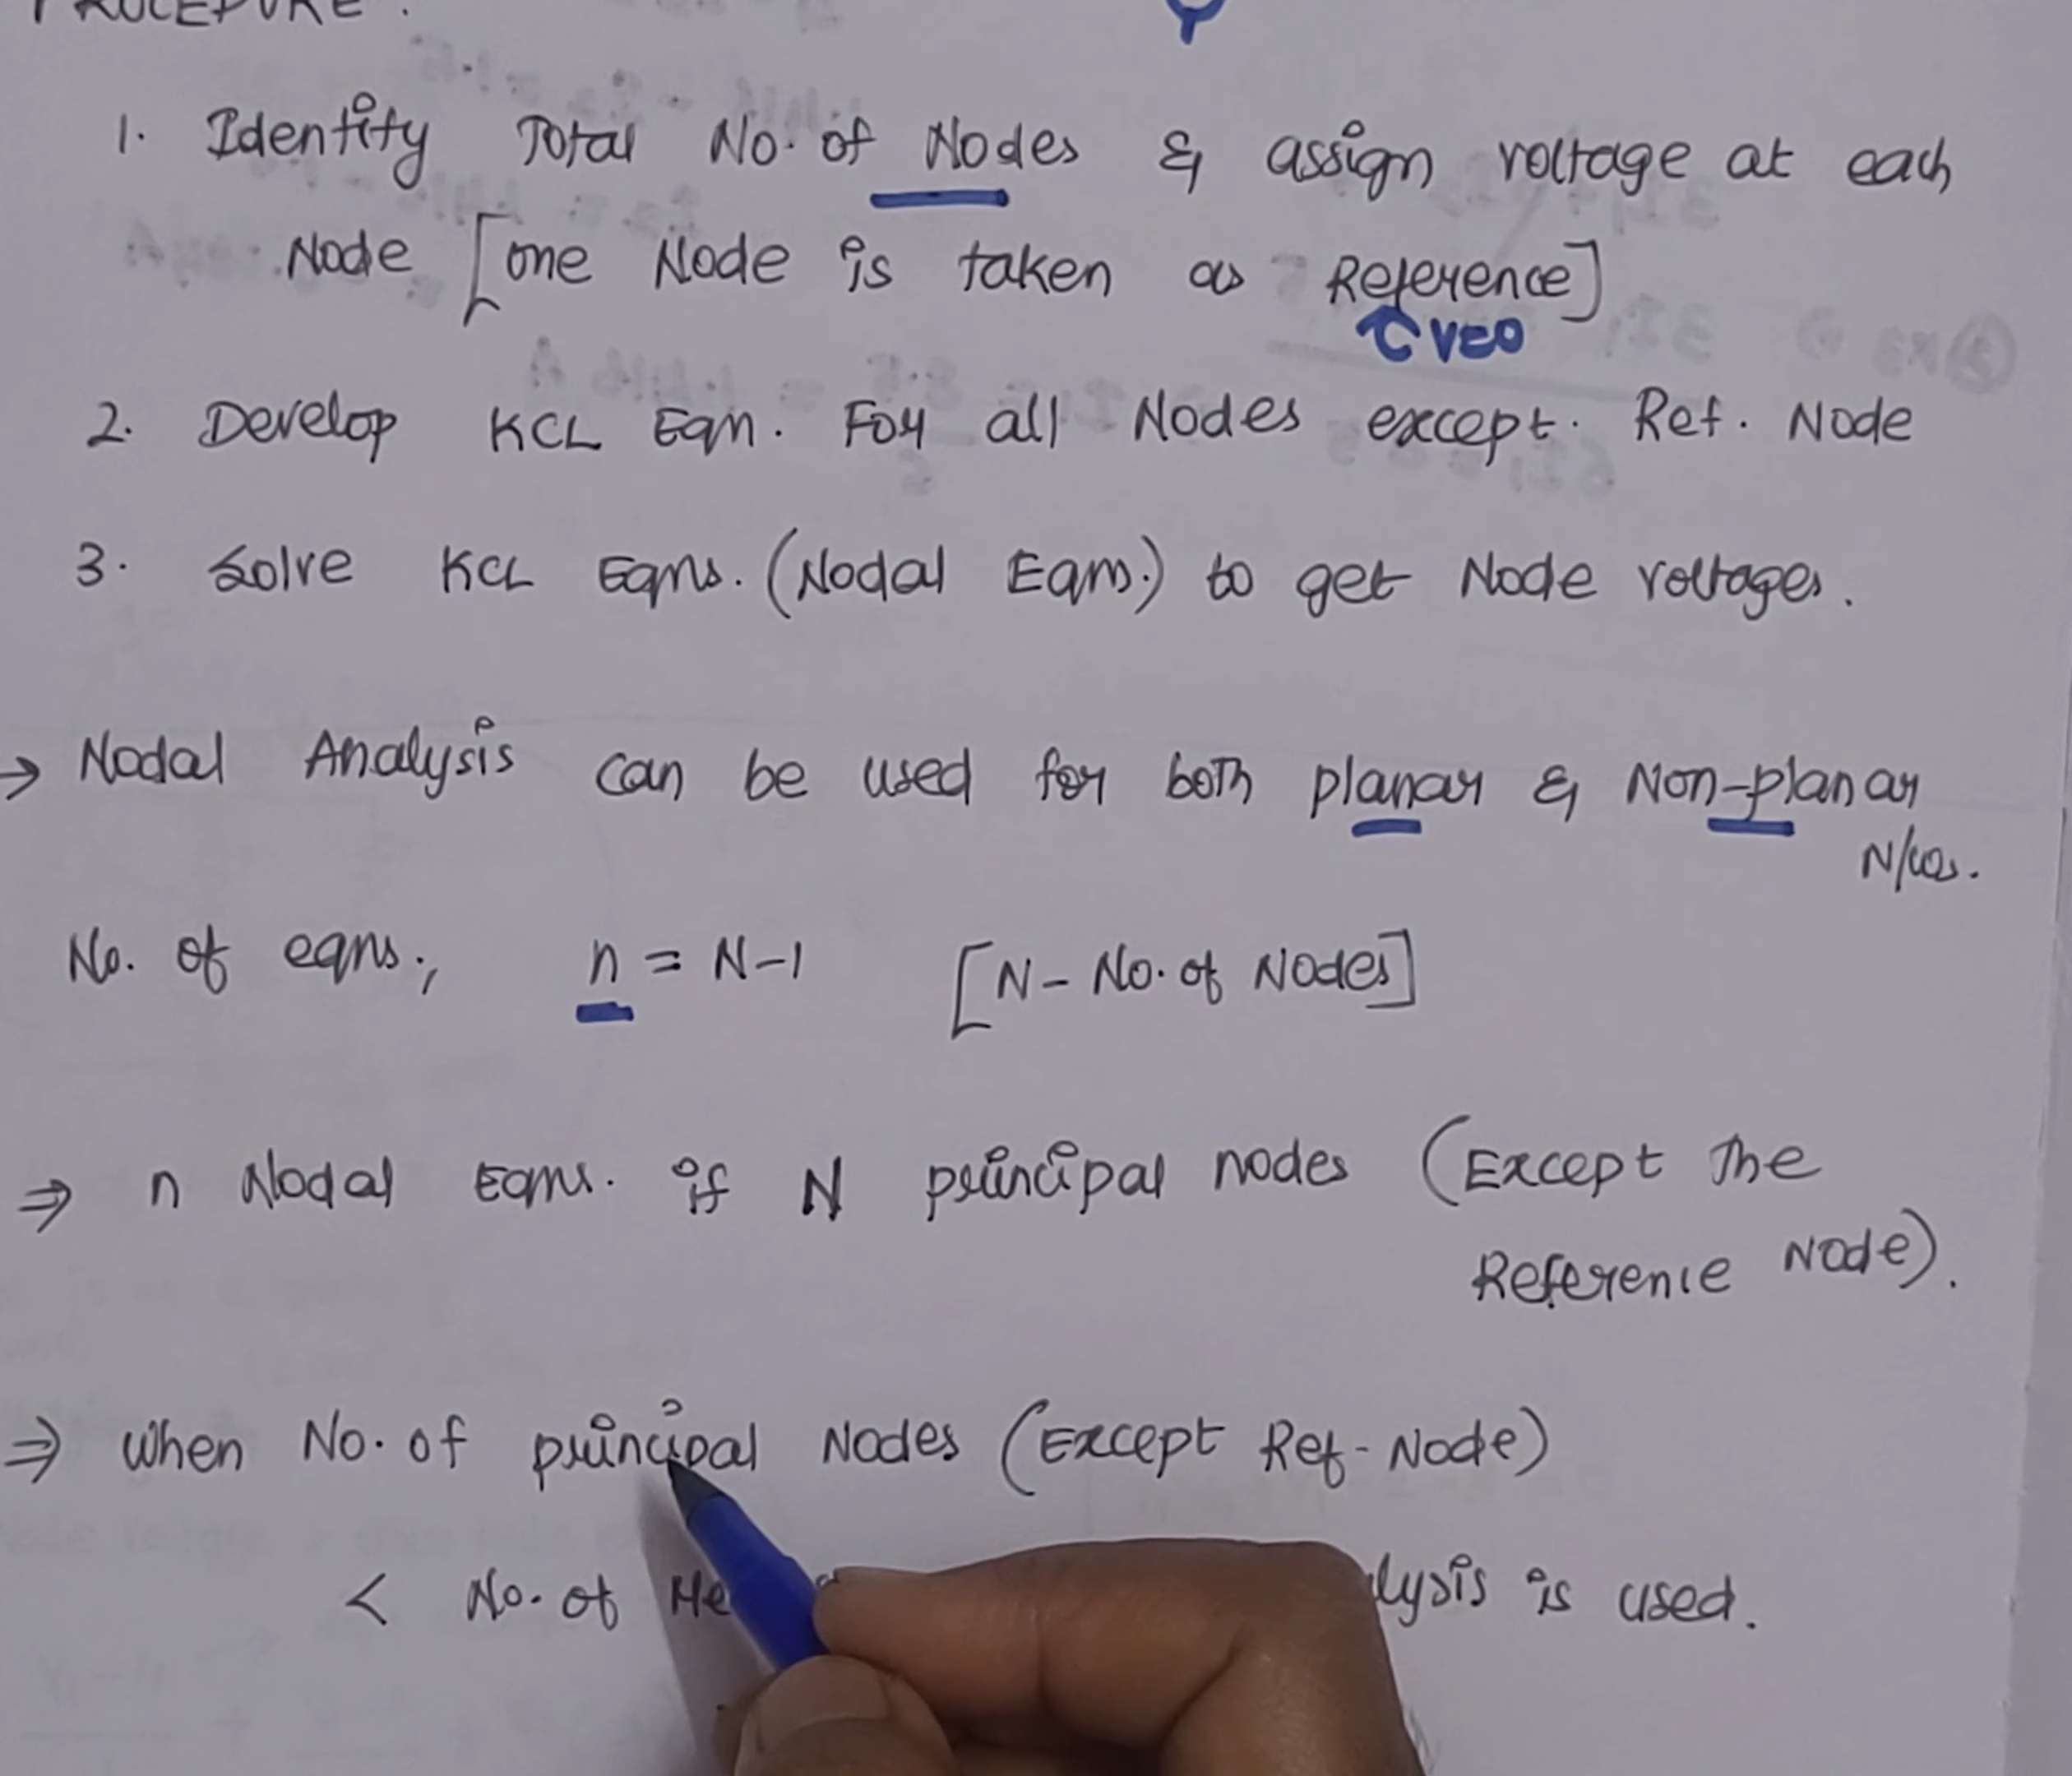 PROCEDURE :
1. Identify Total No. of Nodes & assign voltage at each
Node [one Node is taken as Reference]
V=0
2. Develop KCL Eqn. For all Nodes except. Ref. Node
3. Solve KCL Eqns. (Nodal Eqns.) to get Node voltages.
→ Nodal Analysis can be used for both planar & Non-planar
N/ws.
No. of eqns., n = N-1 [N - No. of Nodes]
⇒ n Nodal Eqns. if N principal nodes (Except The
Reference Node).
⇒ when No. of principal Nodes (Except Ref-Node)
< No. of Me lysis is used.